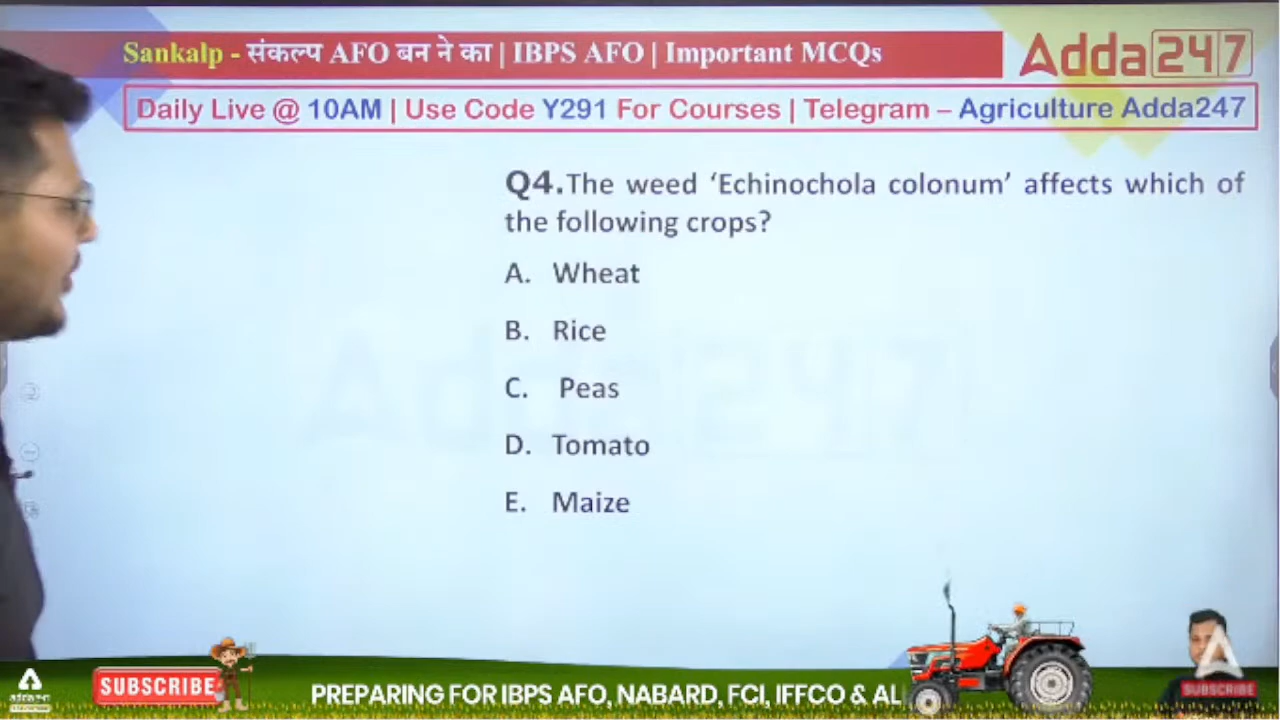 Sankalp - संकल्प AFO बन ने का | IBPS AFO | Important MCQs
Adda247
Daily Live @ 10AM | Use Code Y291 For Courses | Telegram – Agriculture Adda247
Q4.The weed ‘Echinochola colonum’ affects which of
the following crops?
A. Wheat
B. Rice
C. Peas
D. Tomato
E. Maize
Adda247
SUBSCRIBE
PREPARING FOR IBPS AFO, NABARD, FCI, IFFCO & AL
SUBSCRIBE